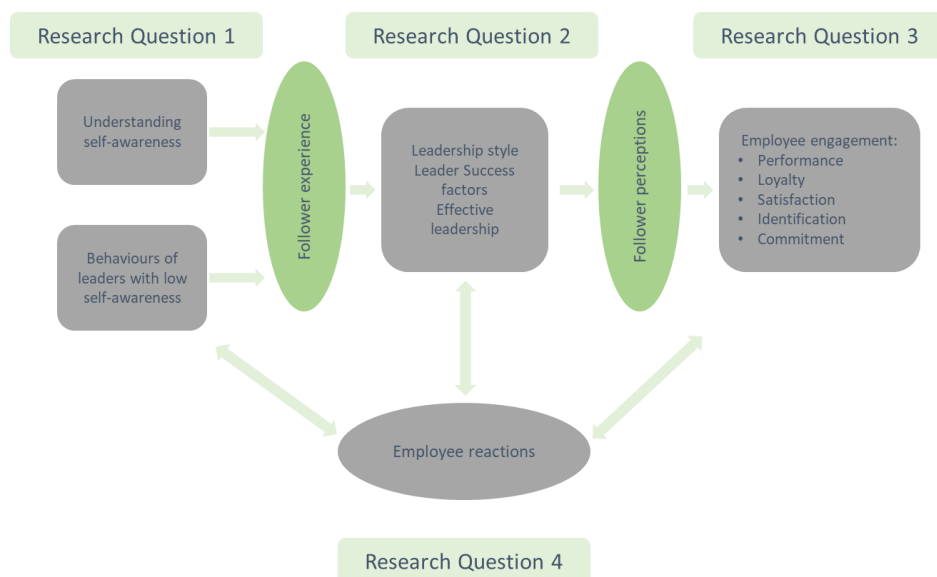 Research Question 1
Research Question 2
Research Question 3
Understanding
self-awareness
Behaviours of
leaders with low
self-awareness
Follower experience
Leadership style
Leader Success
factors
Effective
leadership
Follower perceptions
Employee engagement:
• Performance
• Loyalty
• Satisfaction
• Identification
• Commitment
Employee reactions
Research Question 4